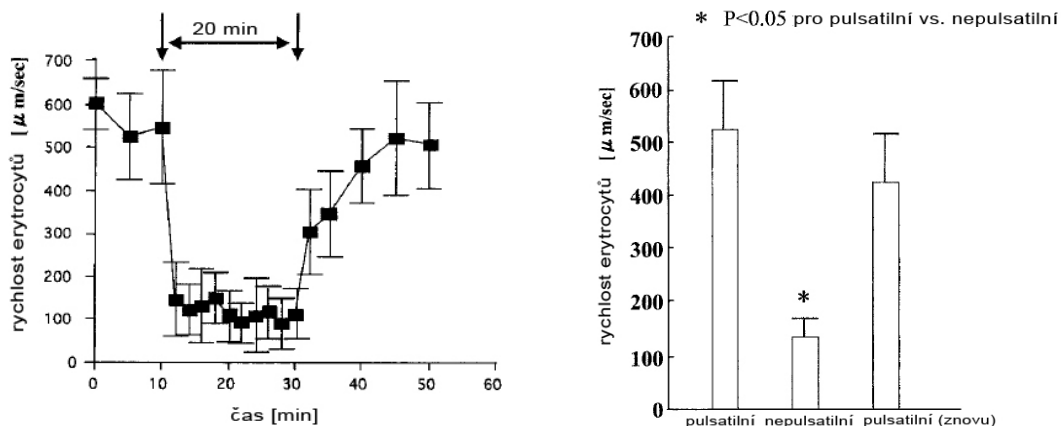 20 min
rychlost erytrocytů [μm/sec]
700
600
500
400
300
200
100
0
0 10 20 30 40 50 60
čas [min]
* P<0.05 pro pulsatilní vs. nepulsatilní
rychlost erytrocytů [μm/sec]
700
600
500
400
300
200
100
0
*
pulsatilní nepulsatilní pulsatilní (znovu)